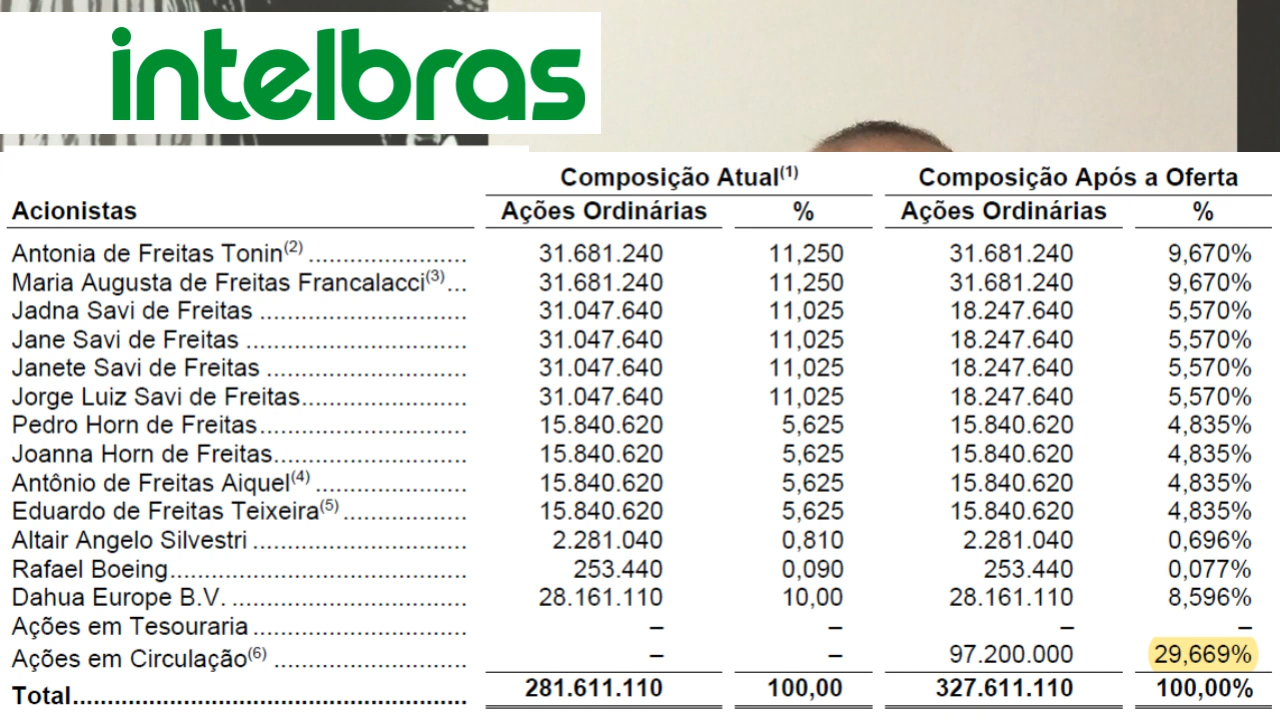 intelbras
Composição Atual(1) Composição Após a Oferta
Acionistas Ações Ordinárias % Ações Ordinárias %
Antonia de Freitas Tonin(2) ........................ 31.681.240 11,250 31.681.240 9,670%
Maria Augusta de Freitas Francalacci(3)... 31.681.240 11,250 31.681.240 9,670%
Jadna Savi de Freitas ............................... 31.047.640 11,025 18.247.640 5,570%
Jane Savi de Freitas ................................. 31.047.640 11,025 18.247.640 5,570%
Janete Savi de Freitas .............................. 31.047.640 11,025 18.247.640 5,570%
Jorge Luiz Savi de Freitas......................... 31.047.640 11,025 18.247.640 5,570%
Pedro Horn de Freitas............................... 15.840.620 5,625 15.840.620 4,835%
Joanna Horn de Freitas............................. 15.840.620 5,625 15.840.620 4,835%
Antônio de Freitas Aiquel(4) ....................... 15.840.620 5,625 15.840.620 4,835%
Eduardo de Freitas Teixeira(5)................... 15.840.620 5,625 15.840.620 4,835%
Altair Angelo Silvestri ................................ 2.281.040 0,810 2.281.040 0,696%
Rafael Boeing............................................ 253.440 0,090 253.440 0,077%
Dahua Europe B.V. ................................... 28.161.110 10,00 28.161.110 8,596%
Ações em Tesouraria ................................ – – – –
Ações em Circulação(6) ............................. – – 97.200.000 29,669%
Total.......................................................... 281.611.110 100,00 327.611.110 100,00%